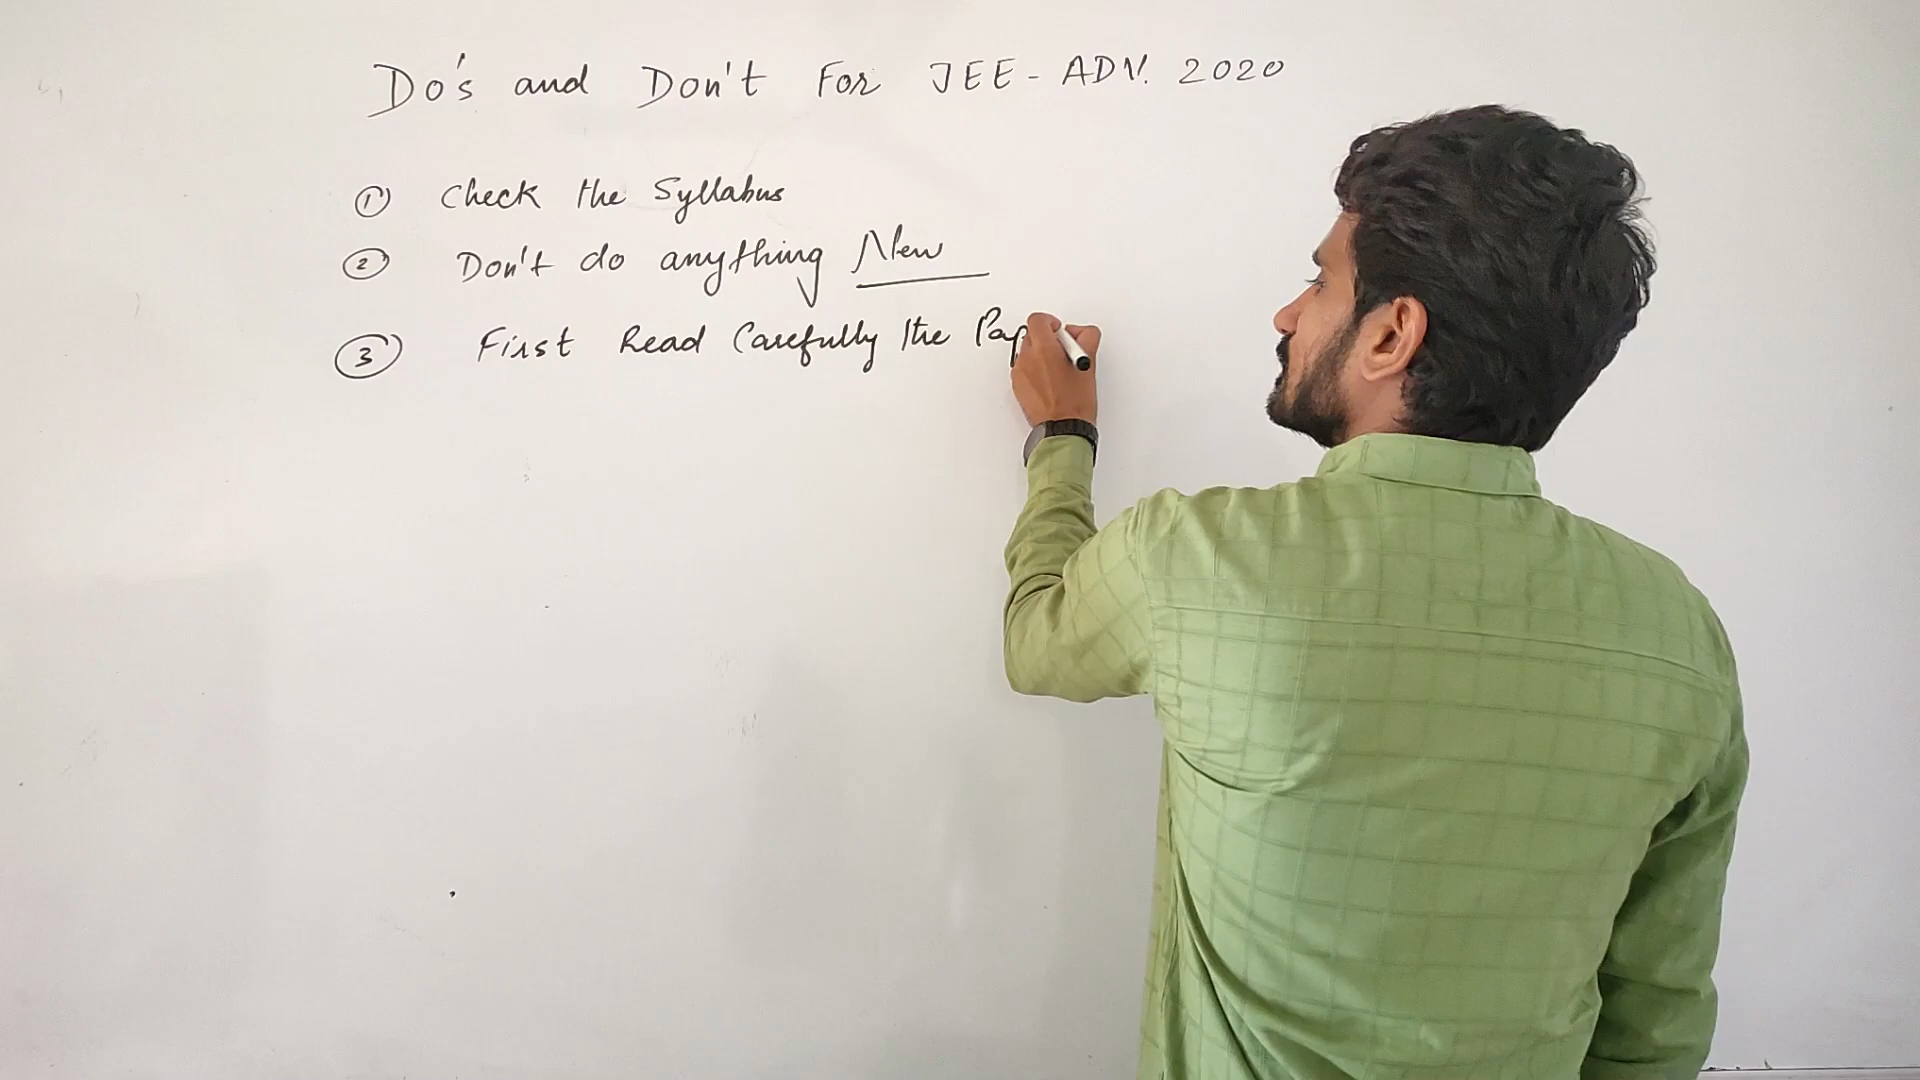 Do's and Don't For JEE - ADV. 2020
① Check the Syllabus
② Don't do anything New
③ First Read Carefully the Pap